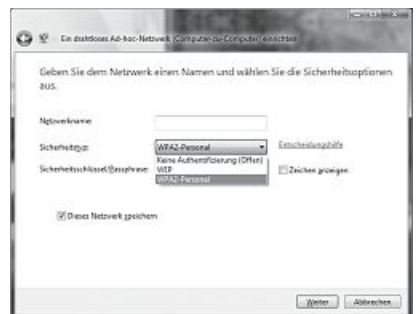 Ein drahtloses Ad-hoc-Netzwerk (Computer-zu-Computer) einrichten
Geben Sie dem Netzwerk einen Namen und wählen Sie die Sicherheitsoptionen
aus.
Netzwerkname:
Sicherheitstyp: WPA2-Personal Entscheidungshilfe
Keine Authentifizierung (Offen)
WEP
WPA2-Personal
Sicherheitsschlüssel/Passphrase: Zeichen anzeigen
Dieses Netzwerk speichern
Weiter Abbrechen